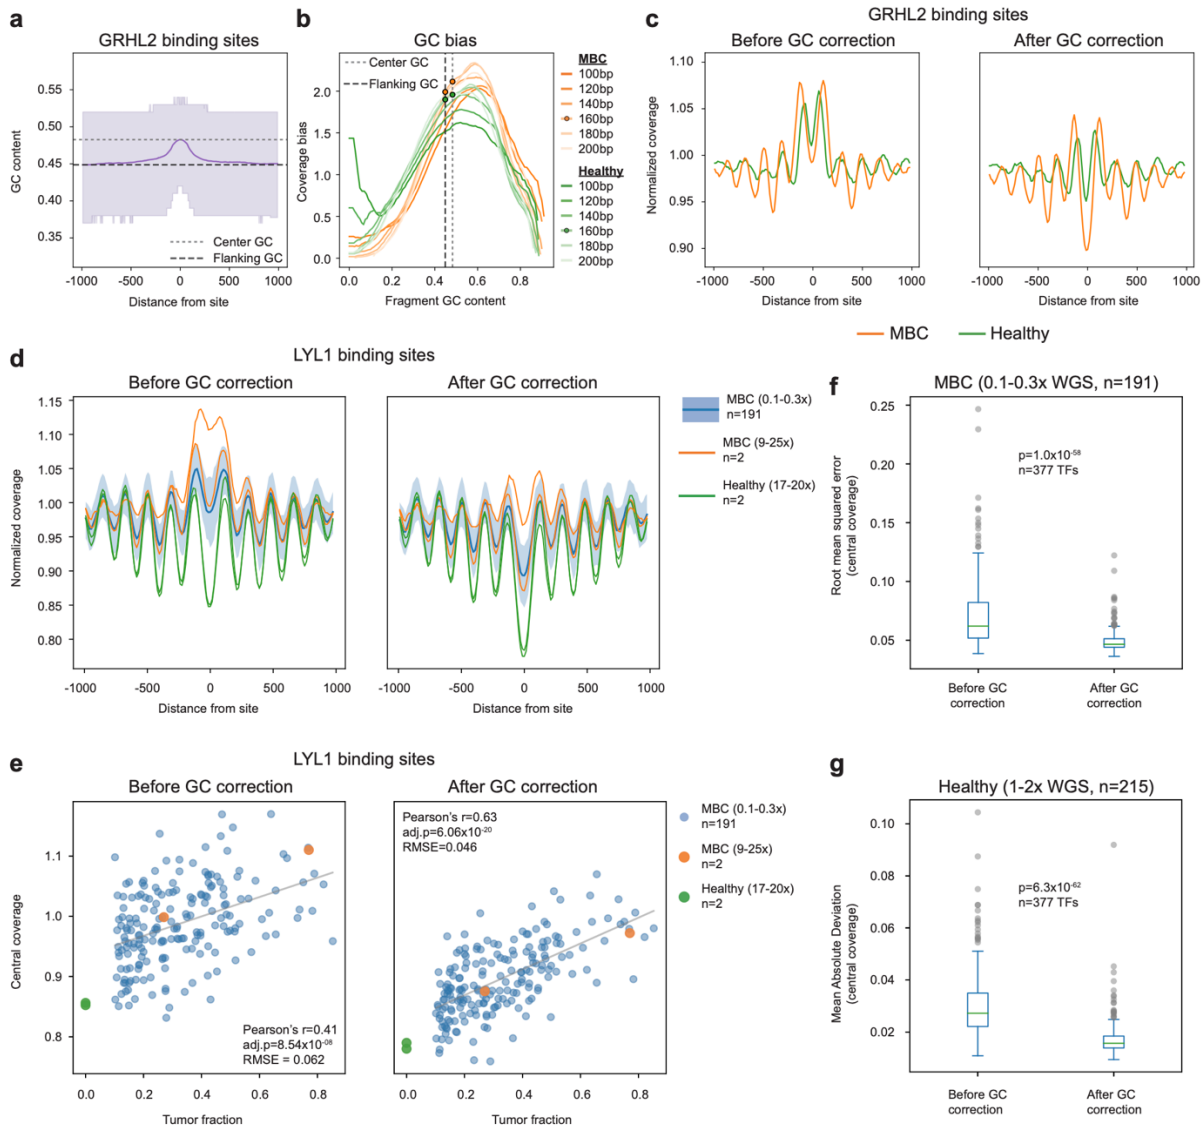 a
GRHL2 binding sites
GC content
0.55
0.50
0.45
0.40
0.35
Center GC
Flanking GC
-1000
-500
0
500
1000
Distance from site
b
GC bias
Center GC
Flanking GC
Coverage bias
2.0
1.5
1.0
0.5
0.0
0.0
0.2
0.4
0.6
0.8
Fragment GC content
MBC
100bp
120bp
140bp
160bp
180bp
200bp
Healthy
100bp
120bp
140bp
160bp
180bp
200bp
c
GRHL2 binding sites
Before GC correction
After GC correction
Normalized coverage
1.10
1.05
1.00
0.95
0.90
-1000
-500
0
500
1000
Distance from site
-1000
-500
0
500
1000
Distance from site
MBC
Healthy
d
LYL1 binding sites
Before GC correction
After GC correction
Normalized coverage
1.15
1.10
1.05
1.00
0.95
0.90
0.85
0.80
-1000
-500
0
500
1000
Distance from site
-1000
-500
0
500
1000
Distance from site
MBC (0.1-0.3x)
n=191
MBC (9-25x)
n=2
Healthy (17-20x)
n=2
f
MBC (0.1-0.3x WGS, n=191)
Root mean squared error
(central coverage)
0.25
0.20
0.15
0.10
0.05
p=1.0x10⁻⁵⁸
n=377 TFs
Before GC
correction
After GC
correction
e
LYL1 binding sites
Before GC correction
After GC correction
Central coverage
1.1
1.0
0.9
0.8
Pearson's r=0.41
adj.p=8.54x10⁻⁰⁸
RMSE = 0.062
0.0
0.2
0.4
0.6
0.8
Tumor fraction
Pearson's r=0.63
adj.p=6.06x10⁻²⁰
RMSE=0.046
0.0
0.2
0.4
0.6
0.8
Tumor fraction
MBC (0.1-0.3x)
n=191
MBC (9-25x)
n=2
Healthy (17-20x)
n=2
g
Healthy (1-2x WGS, n=215)
Mean Absolute Deviation
(central coverage)
0.10
0.08
0.06
0.04
0.02
p=6.3x10⁻⁶²
n=377 TFs
Before GC
correction
After GC
correction